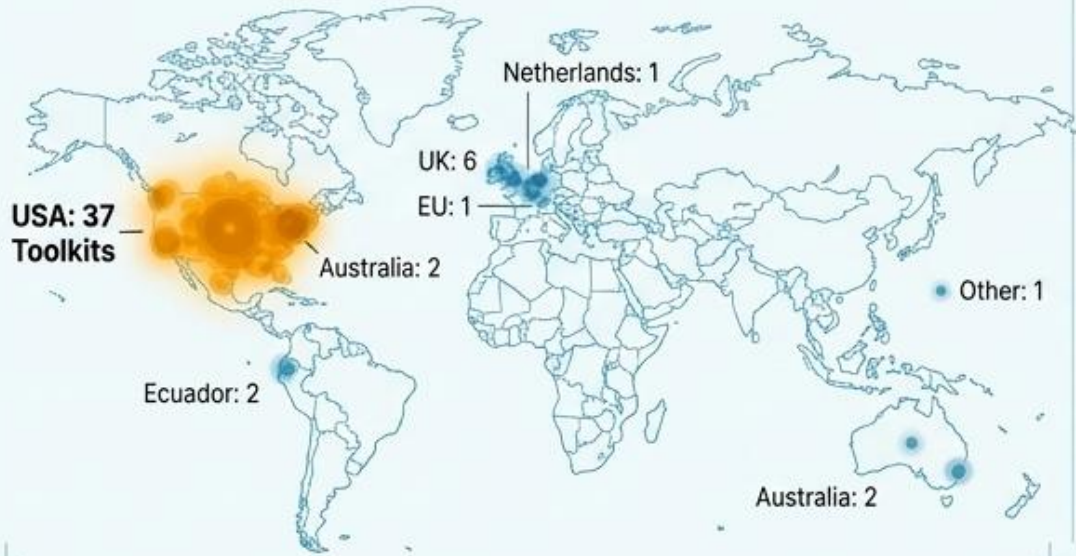 Netherlands: 1
UK: 6
EU: 1
USA: 37
Toolkits
Australia: 2
Other: 1
Ecuador: 2
Australia: 2